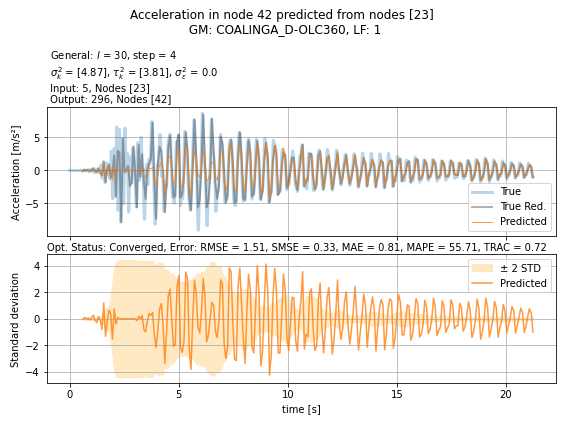 Acceleration in node 42 predicted from nodes [23]
GM: COALINGA_D-OLC360, LF: 1
General: l = 30, step = 4
σ²ₖ = [4.87], τ²ₖ = [3.81], σ²ε = 0.0
Input: 5, Nodes [23]
Output: 296, Nodes [42]
Acceleration [m/s²]
5
0
−5
True
True Red.
Predicted
Opt. Status: Converged, Error: RMSE = 1.51, SMSE = 0.33, MAE = 0.81, MAPE = 55.71, TRAC = 0.72
Standard deviation
4
2
0
−2
−4
± 2 STD
Predicted
0 5 10 15 20
time [s]